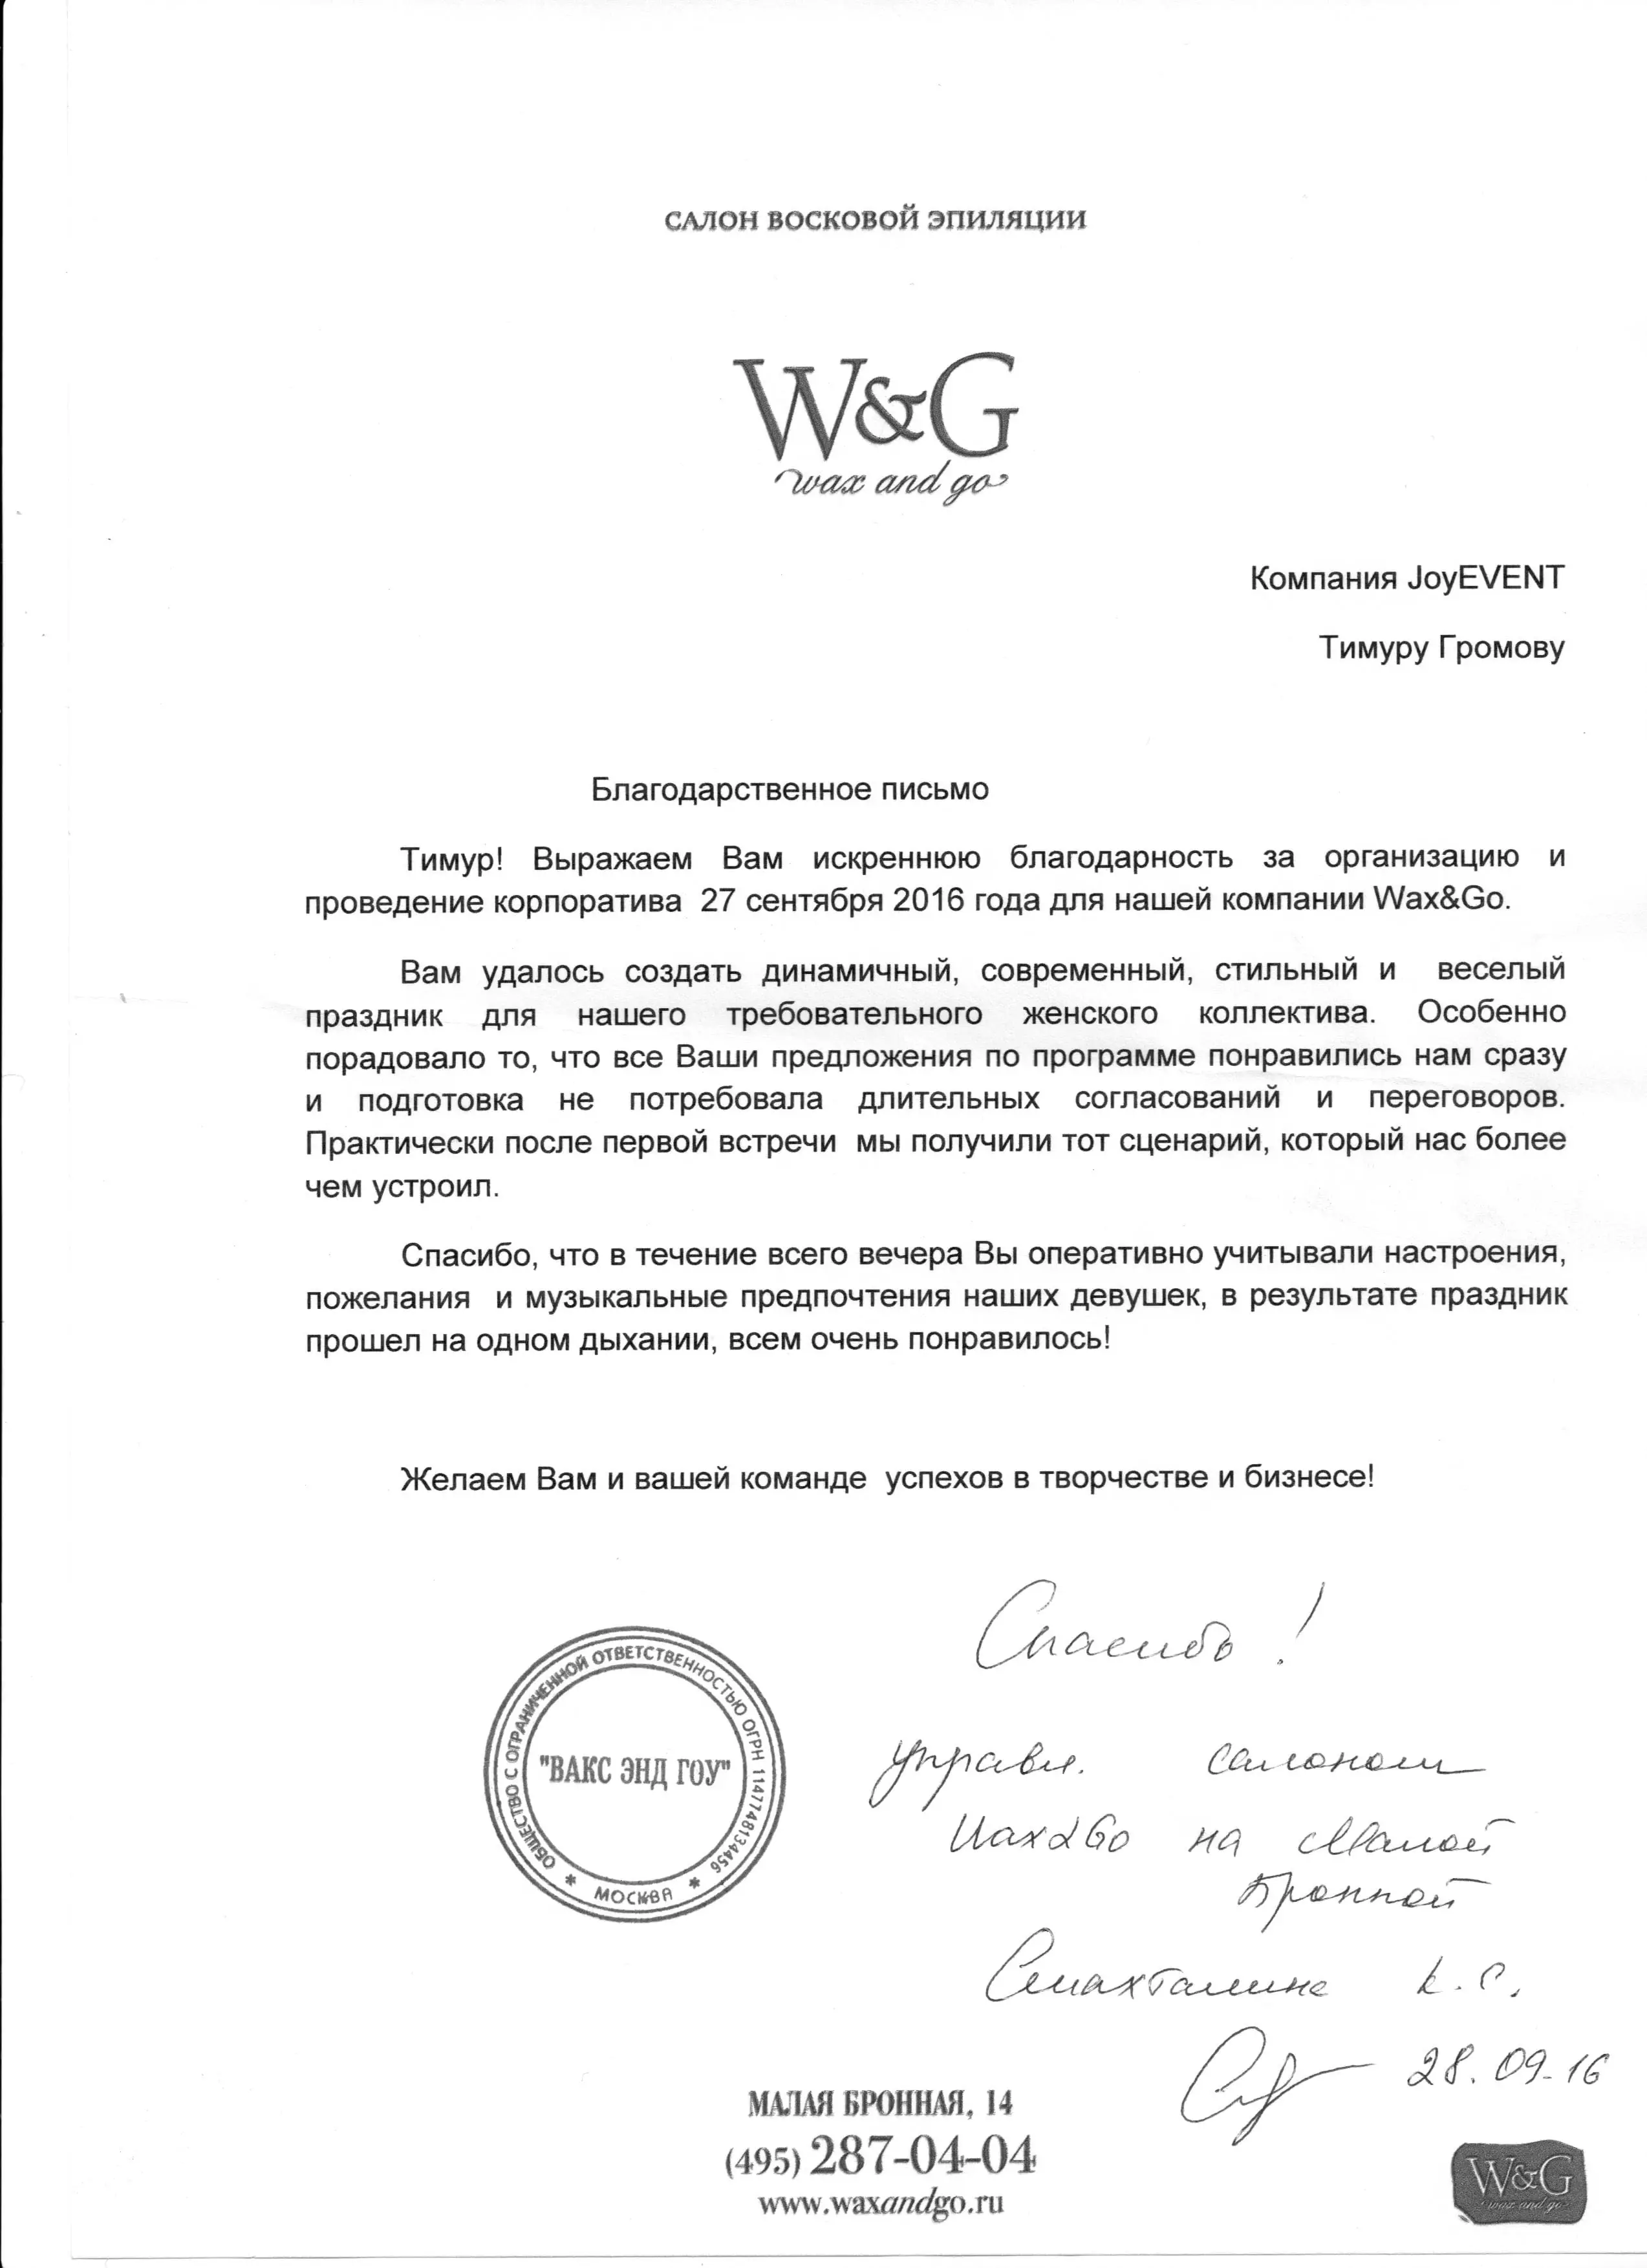 САЛОН ВОСКОВОЙ ЭПИЛЯЦИИ
W&G
wax and go
Компания JoyEVENT
Тимуру Громову
Благодарственное письмо
Тимур! Выражаем Вам искреннюю благодарность за организацию и
проведение корпоратива 27 сентября 2016 года для нашей компании Wax&Go.
Вам удалось создать динамичный, современный, стильный и веселый
праздник для нашего требовательного женского коллектива. Особенно
порадовало то, что все Ваши предложения по программе понравились нам сразу
и подготовка не потребовала длительных согласований и переговоров.
Практически после первой встречи мы получили тот сценарий, который нас более
чем устроил.
Спасибо, что в течение всего вечера Вы оперативно учитывали настроения,
пожелания и музыкальные предпочтения наших девушек, в результате праздник
прошел на одном дыхании, всем очень понравилось!
Желаем Вам и вашей команде успехов в творчестве и бизнесе!
Спасибо!
ОБЩЕСТВО С ОГРАНИЧЕННОЙ ОТВЕТСТВЕННОСТЬЮ ОГРН 1147748134456
"ВАКС ЭНД ГОУ"
* МОСКВА *
управл. салоном
Wax&Go на Малой
Бронной
28.09.16
МАЛАЯ БРОННАЯ, 14
(495) 287-04-04
www.waxandgo.ru
W&G
wax and go